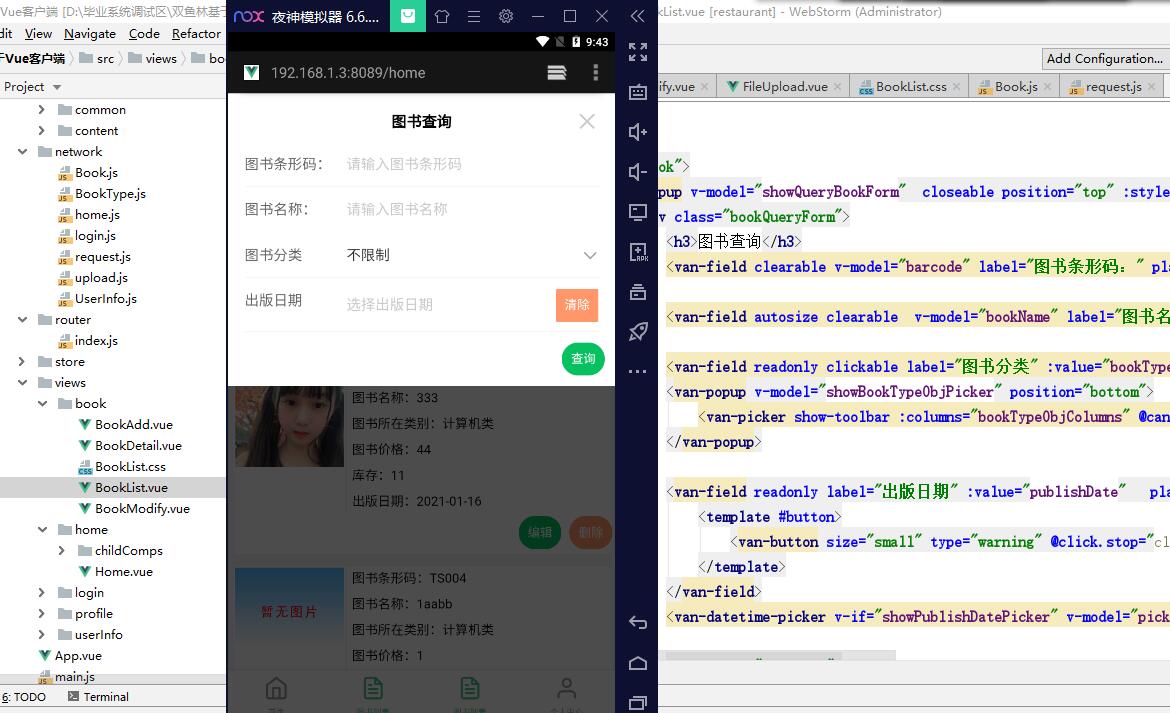 Vue客户端 [D:\毕业系统调试区\双鱼林基于
dit View Navigate Code Refactor
Vue客户端 src views bo
Project
common
content
network
Book.js
BookType.js
home.js
login.js
request.js
upload.js
UserInfo.js
router
index.js
store
views
book
BookAdd.vue
BookDetail.vue
BookList.css
BookList.vue
BookModify.vue
home
childComps
Home.vue
login
profile
userInfo
App.vue
main.js
6: TODO Terminal
nox 夜神模拟器 6.6....
9:43
192.168.1.3:8089/home
图书查询
图书条形码： 请输入图书条形码
图书名称： 请输入图书名称
图书分类 不限制
出版日期 选择出版日期 清除
查询
图书名称：333
图书所在类别：计算机类
图书价格：44
库存：11
出版日期：2021-01-16
编辑 删除
暂无图片
图书条形码：TS004
图书名称：1aabb
图书所在类别：计算机类
图书价格：1
kList.vue [restaurant] - WebStorm (Administrator)
Add Configuration...
ify.vue FileUpload.vue BookList.css Book.js request.js
ok">
pup v-model="showQueryBookForm" closeable position="top" :style
v class="bookQueryForm">
<h3>图书查询</h3>
<van-field clearable v-model="barcode" label="图书条形码：" pla
<van-field autosize clearable v-model="bookName" label="图书名
<van-field readonly clickable label="图书分类" :value="bookType
<van-popup v-model="showBookTypeObjPicker" position="bottom">
<van-picker show-toolbar :columns="bookTypeObjColumns" @can
</van-popup>
<van-field readonly label="出版日期" :value="publishDate" pla
<template #button>
<van-button size="small" type="warning" @click.stop="cl
</template>
</van-field>
<van-datetime-picker v-if="showPublishDatePicker" v-model="pick